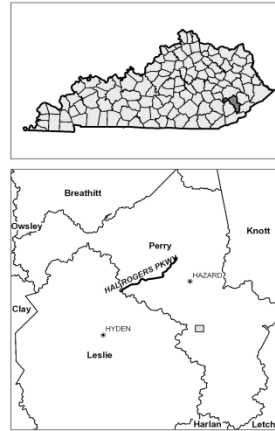 Breathitt
Owsley
Perry
Knott
HAL ROGERS PKWY
HAZARD
Clay
HYDEN
Leslie
Harlan
Letch